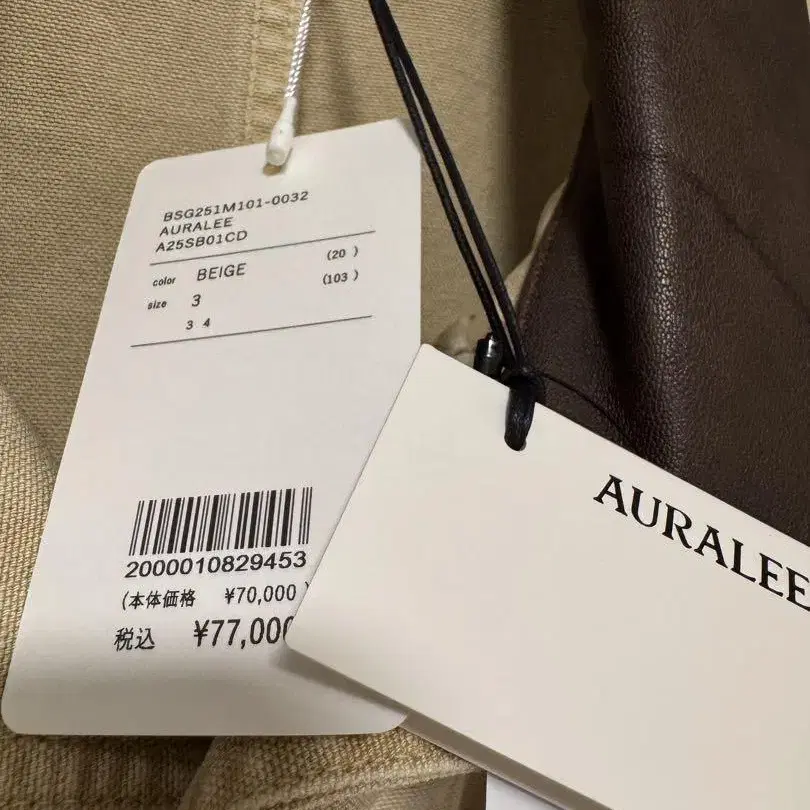 BSG251M101-0032
AURALEE
A25SB01CD
color BEIGE (20 )
size 3 (103 )
3 4
2000010829453
(本体価格 ¥70,000 )
税込 ¥77,000
AURALEE